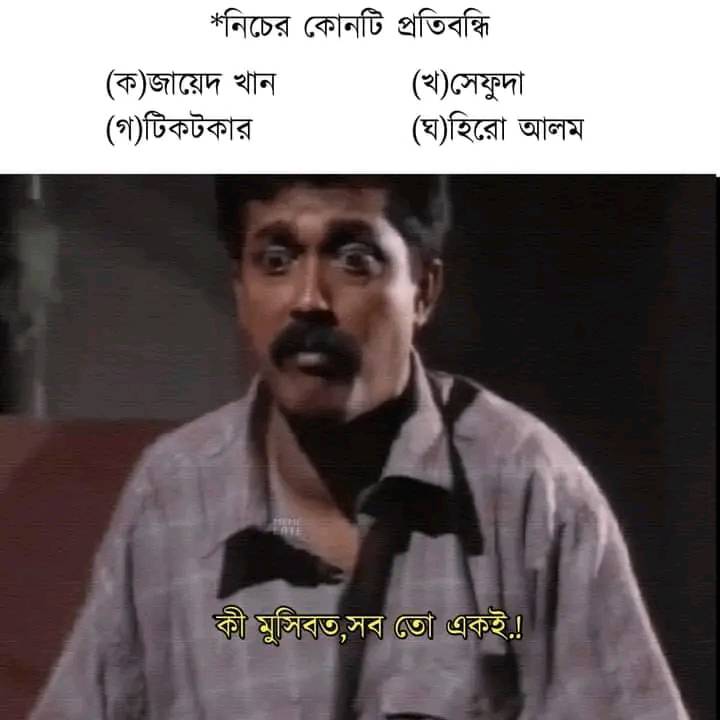 *নিচের কোনটি প্রতিবন্ধি
(ক)জায়েদ খান (খ)সেফুদা
(গ)টিকটকার (ঘ)হিরো আলম
কী মুসিবত,সব তো একই.!